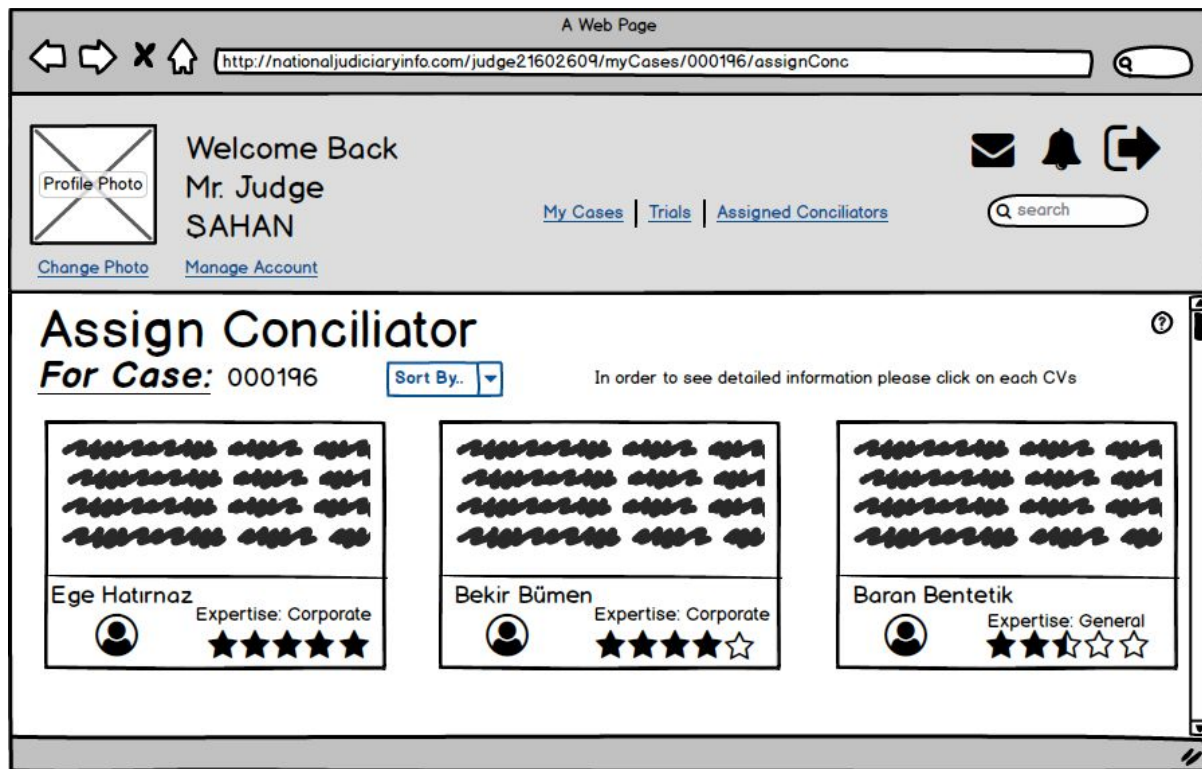 A Web Page
http://nationaljudiciaryinfo.com/judge21602609/myCases/000196/assignConc
Profile Photo
Welcome Back
Mr. Judge
SAHAN
My Cases | Trials | Assigned Conciliators
search
Change Photo
Manage Account
Assign Conciliator
For Case: 000196
Sort By..
In order to see detailed information please click on each CVs
Ege Hatırnaz
Expertise: Corporate
Bekir Bümen
Expertise: Corporate
Baran Bentetik
Expertise: General